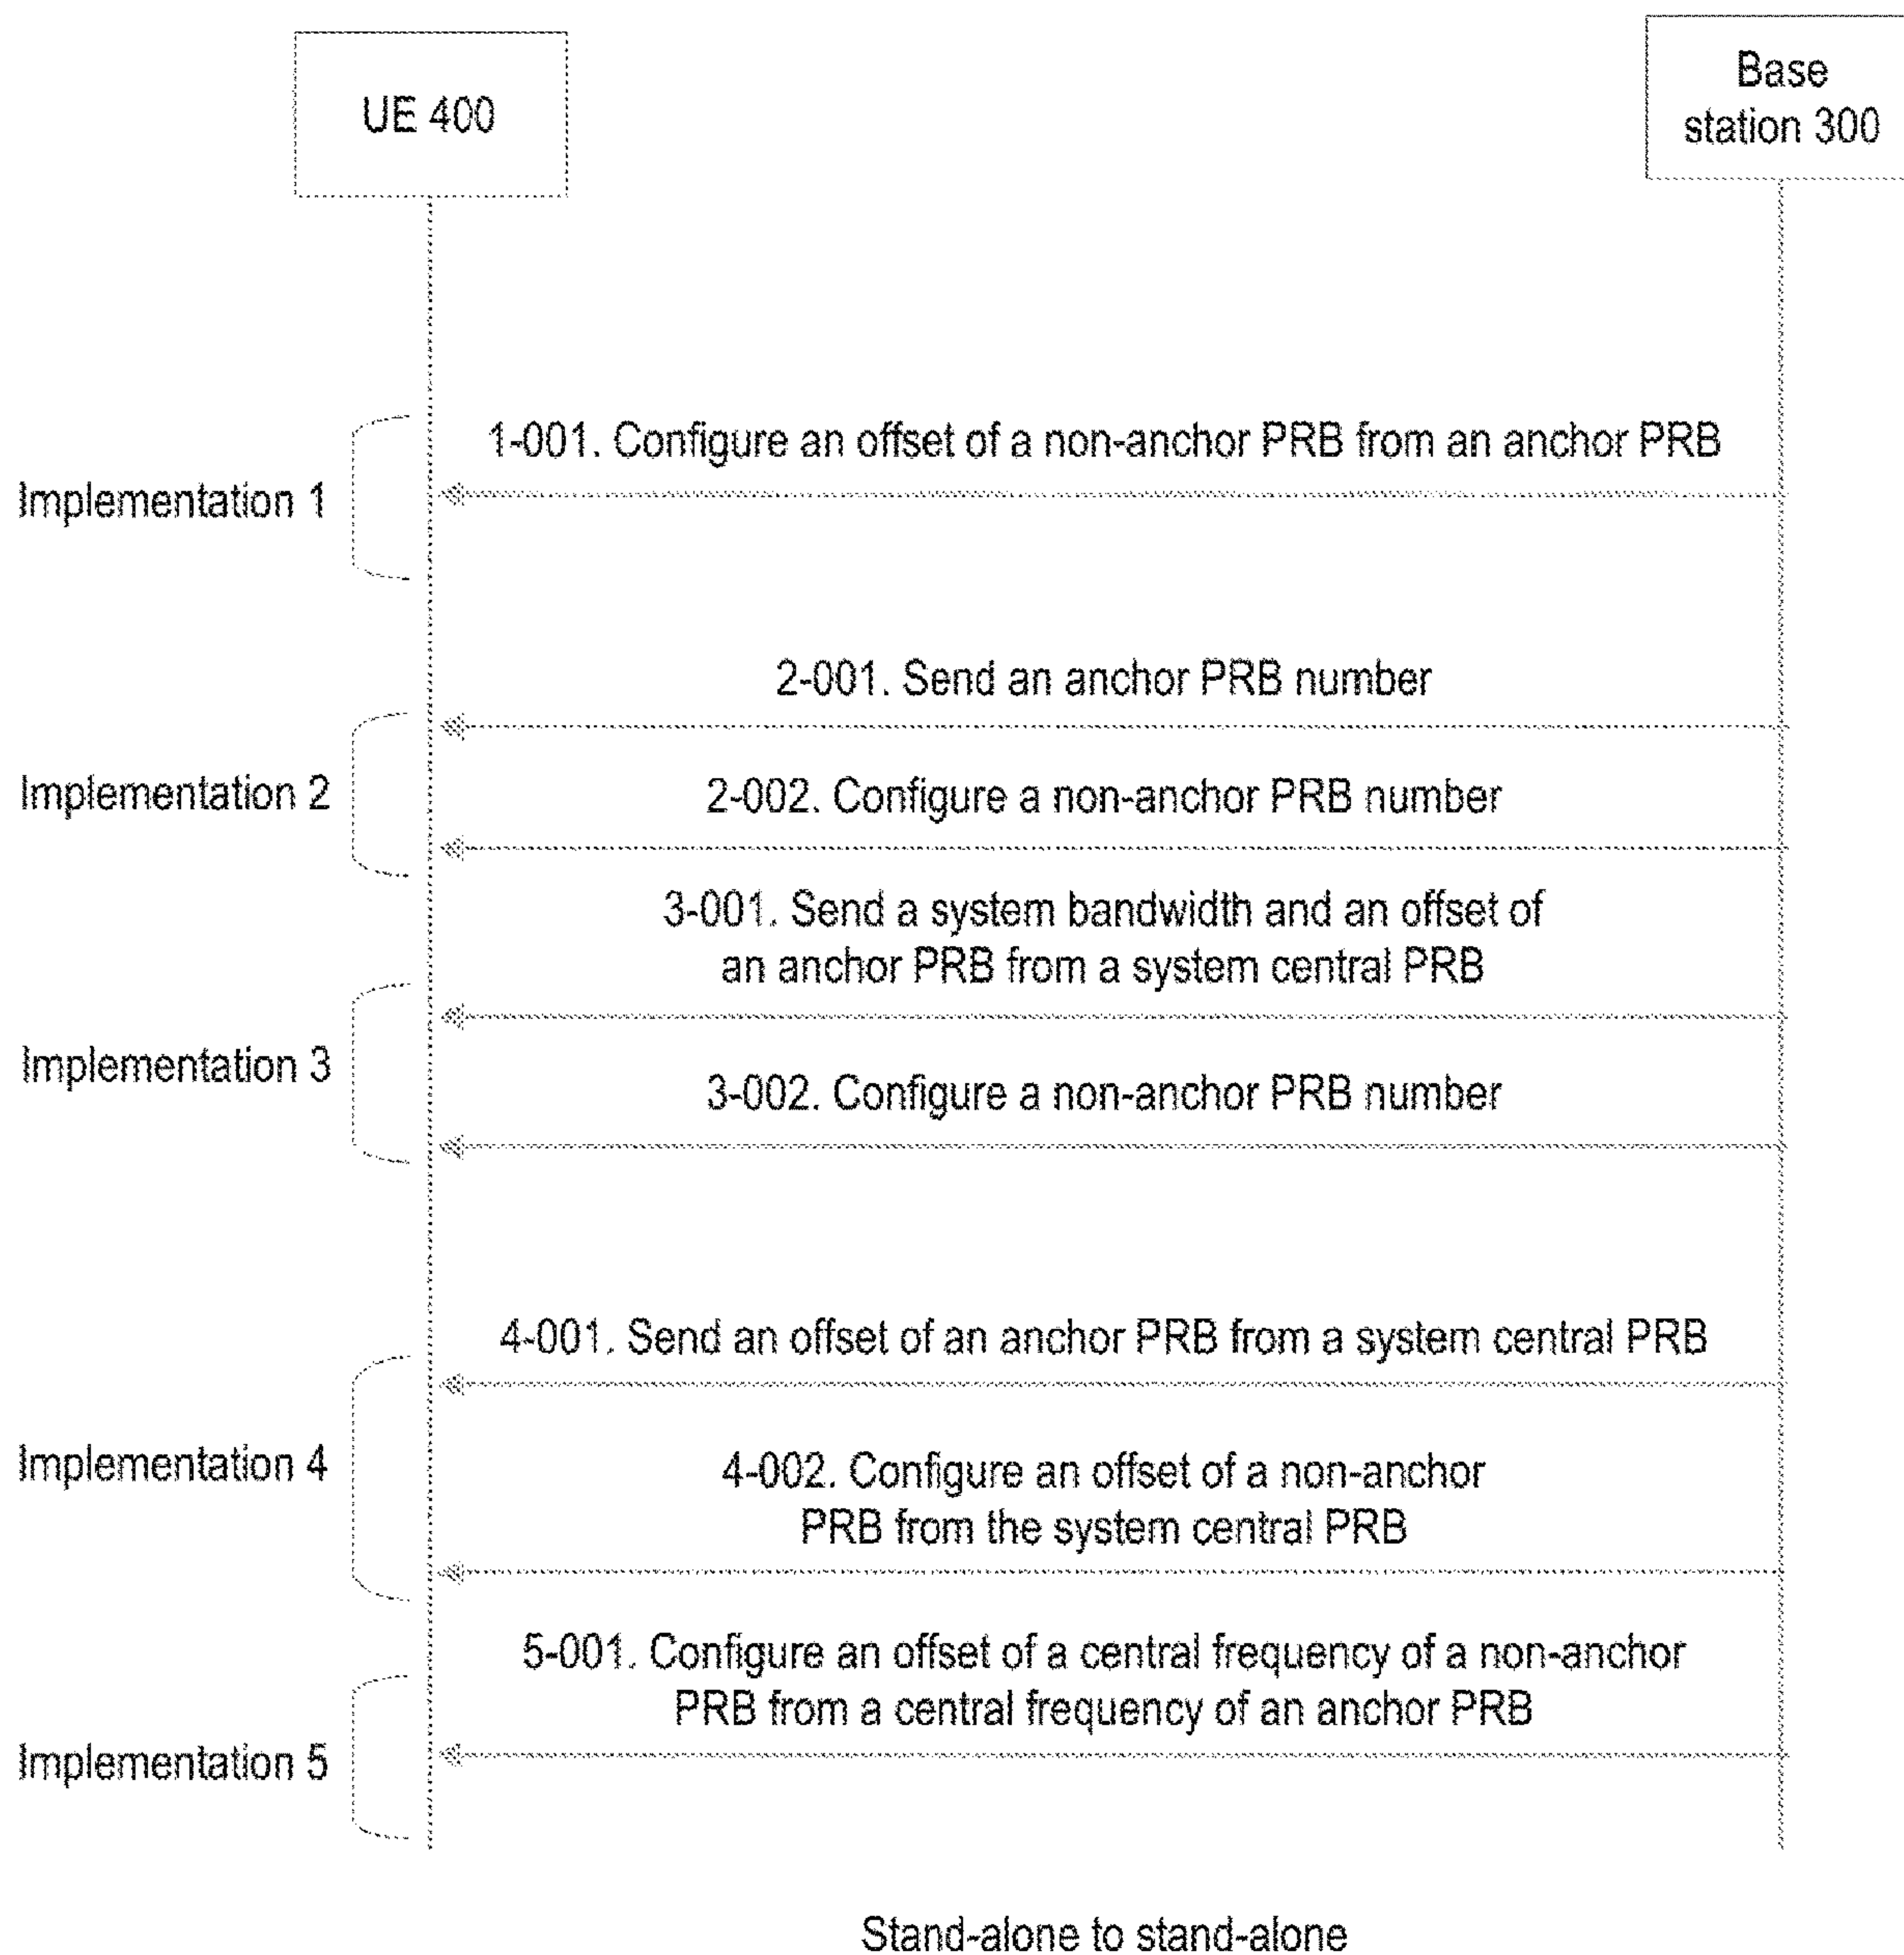 UE 400
Base
station 300
Implementation 1
1-001. Configure an offset of a non-anchor PRB from an anchor PRB
2-001. Send an anchor PRB number
Implementation 2
2-002. Configure a non-anchor PRB number
3-001. Send a system bandwidth and an offset of
an anchor PRB from a system central PRB
Implementation 3
3-002. Configure a non-anchor PRB number
4-001. Send an offset of an anchor PRB from a system central PRB
Implementation 4
4-002. Configure an offset of a non-anchor
PRB from the system central PRB
5-001. Configure an offset of a central frequency of a non-anchor
PRB from a central frequency of an anchor PRB
Implementation 5
Stand-alone to stand-alone